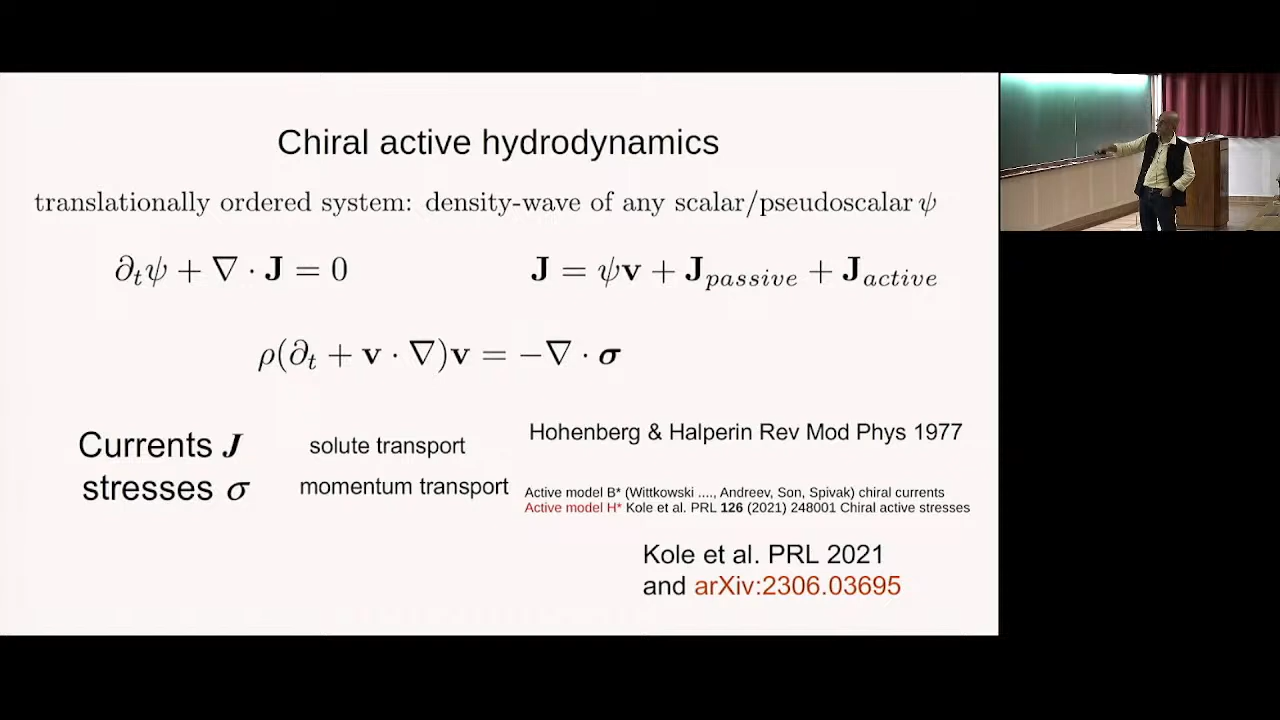 Chiral active hydrodynamics
translationally ordered system: density-wave of any scalar/pseudoscalar ψ
∂ₜψ + ∇ · J = 0
J = ψv + J_passive + J_active
ρ(∂ₜ + v · ∇)v = −∇ · σ
Currents J
solute transport
stresses σ
momentum transport
Hohenberg & Halperin Rev Mod Phys 1977
Active model B* (Wittkowski ...., Andreev, Son, Spivak) chiral currents
Active model H* Kole et al. PRL 126 (2021) 248001 Chiral active stresses
Kole et al. PRL 2021
and arXiv:2306.03695